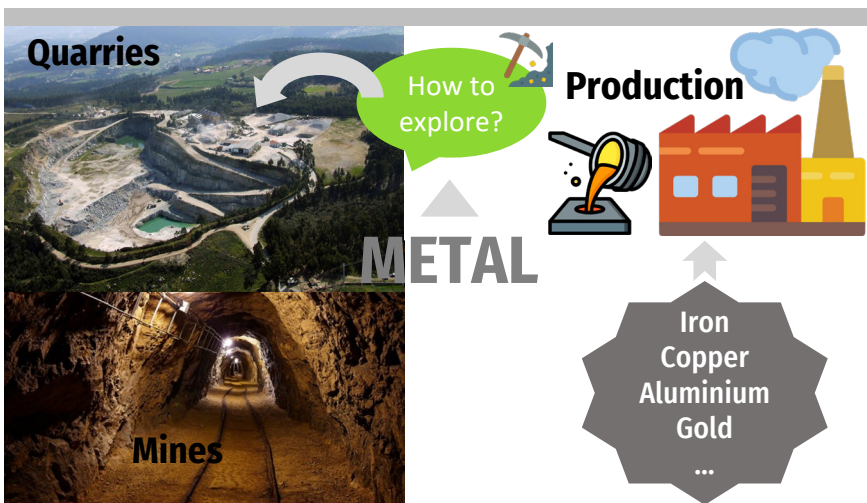 Quarries
How to
explore?
Production
METAL
Mines
Iron
Copper
Aluminium
Gold
...